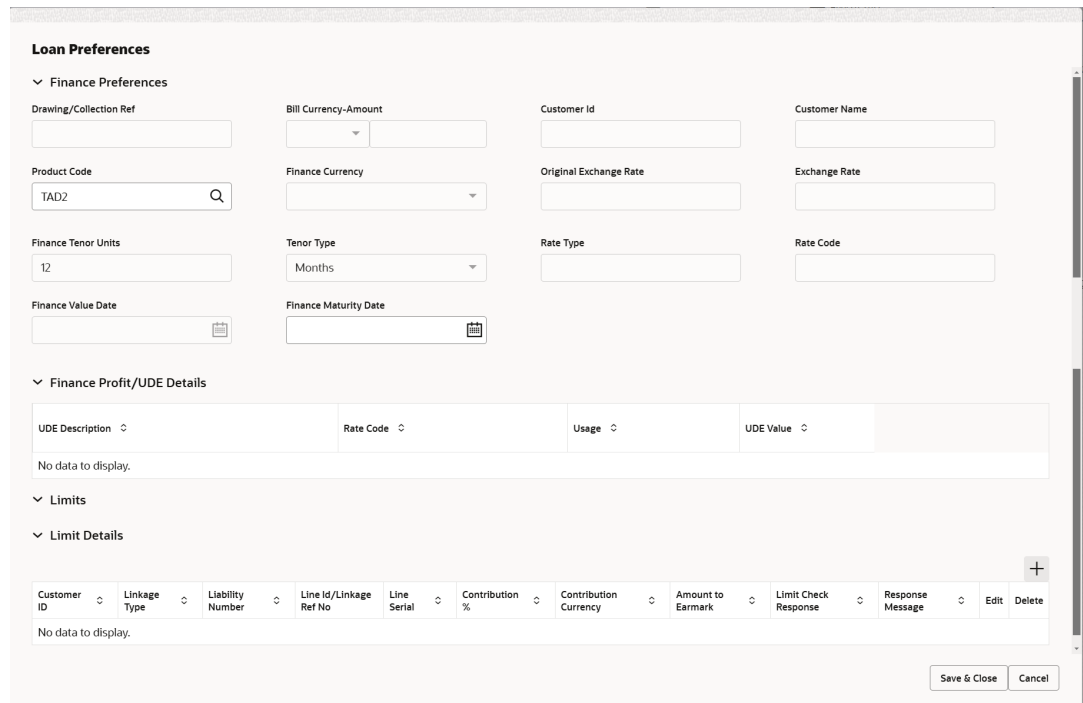 Loan Preferences
Finance Preferences
Drawing/Collection Ref
Bill Currency-Amount
Customer Id
Customer Name
Product Code
Finance Currency
Original Exchange Rate
Exchange Rate
TAD2
Finance Tenor Units
Tenor Type
Rate Type
Rate Code
12
Months
Finance Value Date
Finance Maturity Date
Finance Profit/UDE Details
UDE Description
Rate Code
Usage
UDE Value
No data to display.
Limits
Limit Details
Customer ID
Linkage Type
Liability Number
Line Id/Linkage Ref No
Line Serial
Contribution %
Contribution Currency
Amount to Earmark
Limit Check Response
Response Message
Edit
Delete
No data to display.
Save & Close
Cancel